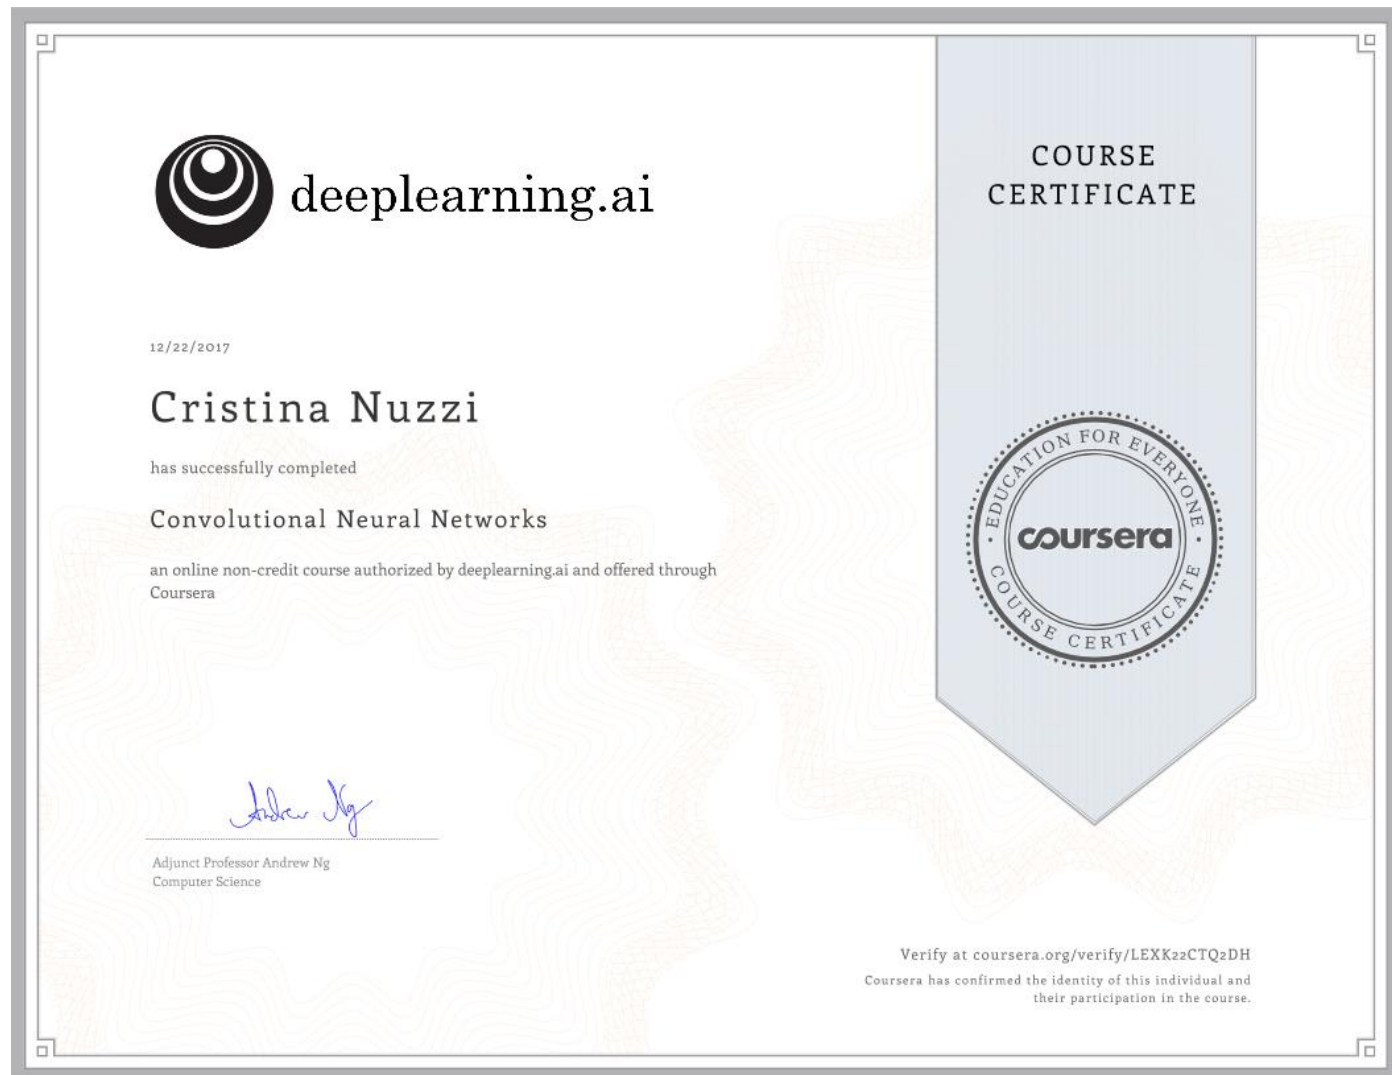 deeplearning.ai
COURSE
CERTIFICATE
12/22/2017
Cristina Nuzzi
has successfully completed
Convolutional Neural Networks
an online non-credit course authorized by deeplearning.ai and offered through
Coursera
EDUCATION FOR EVERYONE
coursera
COURSE CERTIFICATE
Andrew Ng
Adjunct Professor Andrew Ng
Computer Science
Verify at coursera.org/verify/LEXK22CTQ2DH
Coursera has confirmed the identity of this individual and
their participation in the course.